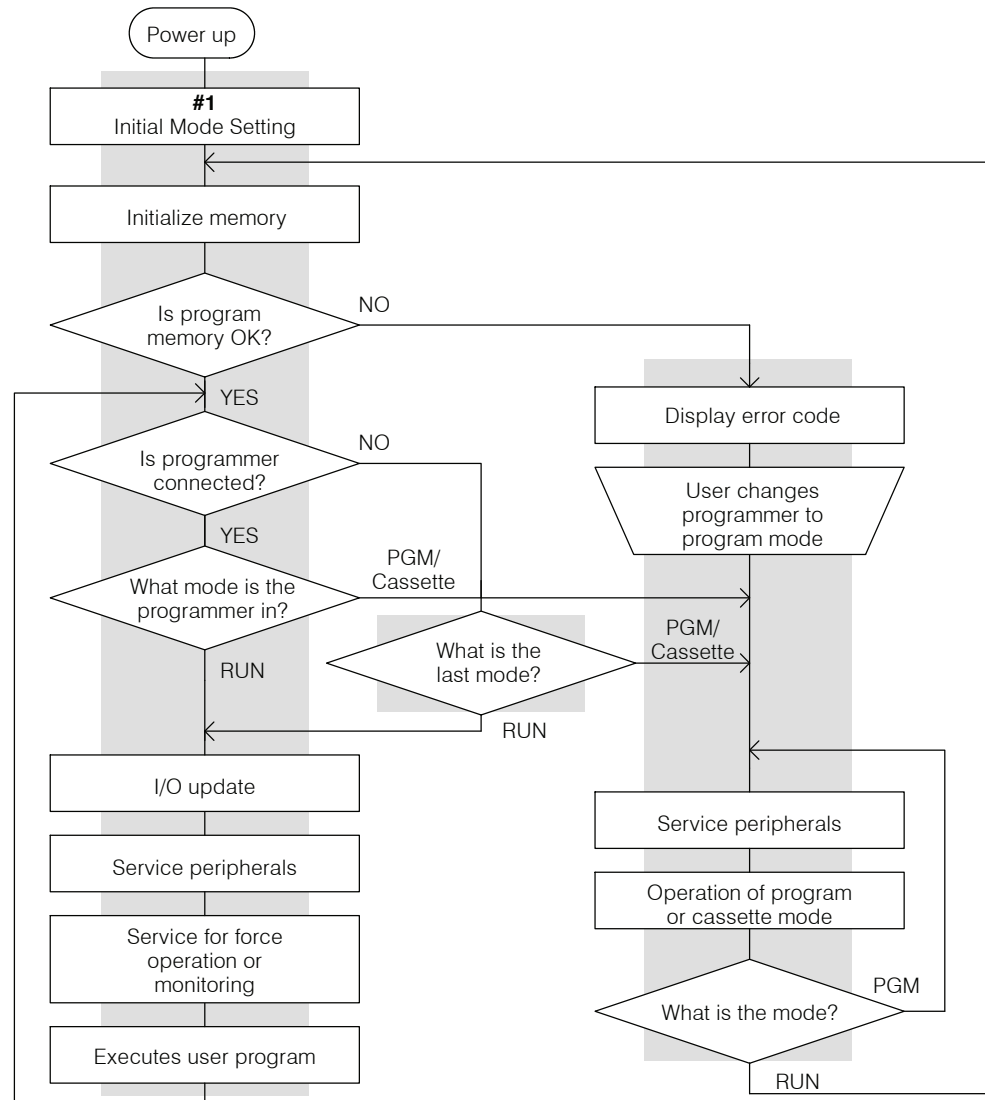 Power up
#1
Initial Mode Setting
Initialize memory
Is program
memory OK?
NO
YES
Display error code
Is programmer
connected?
NO
YES
User changes
programmer to
program mode
What mode is the
programmer in?
PGM/
Cassette
RUN
What is the
last mode?
PGM/
Cassette
RUN
I/O update
Service peripherals
Service for force
operation or
monitoring
Executes user program
Service peripherals
Operation of program
or cassette mode
What is the mode?
PGM
RUN